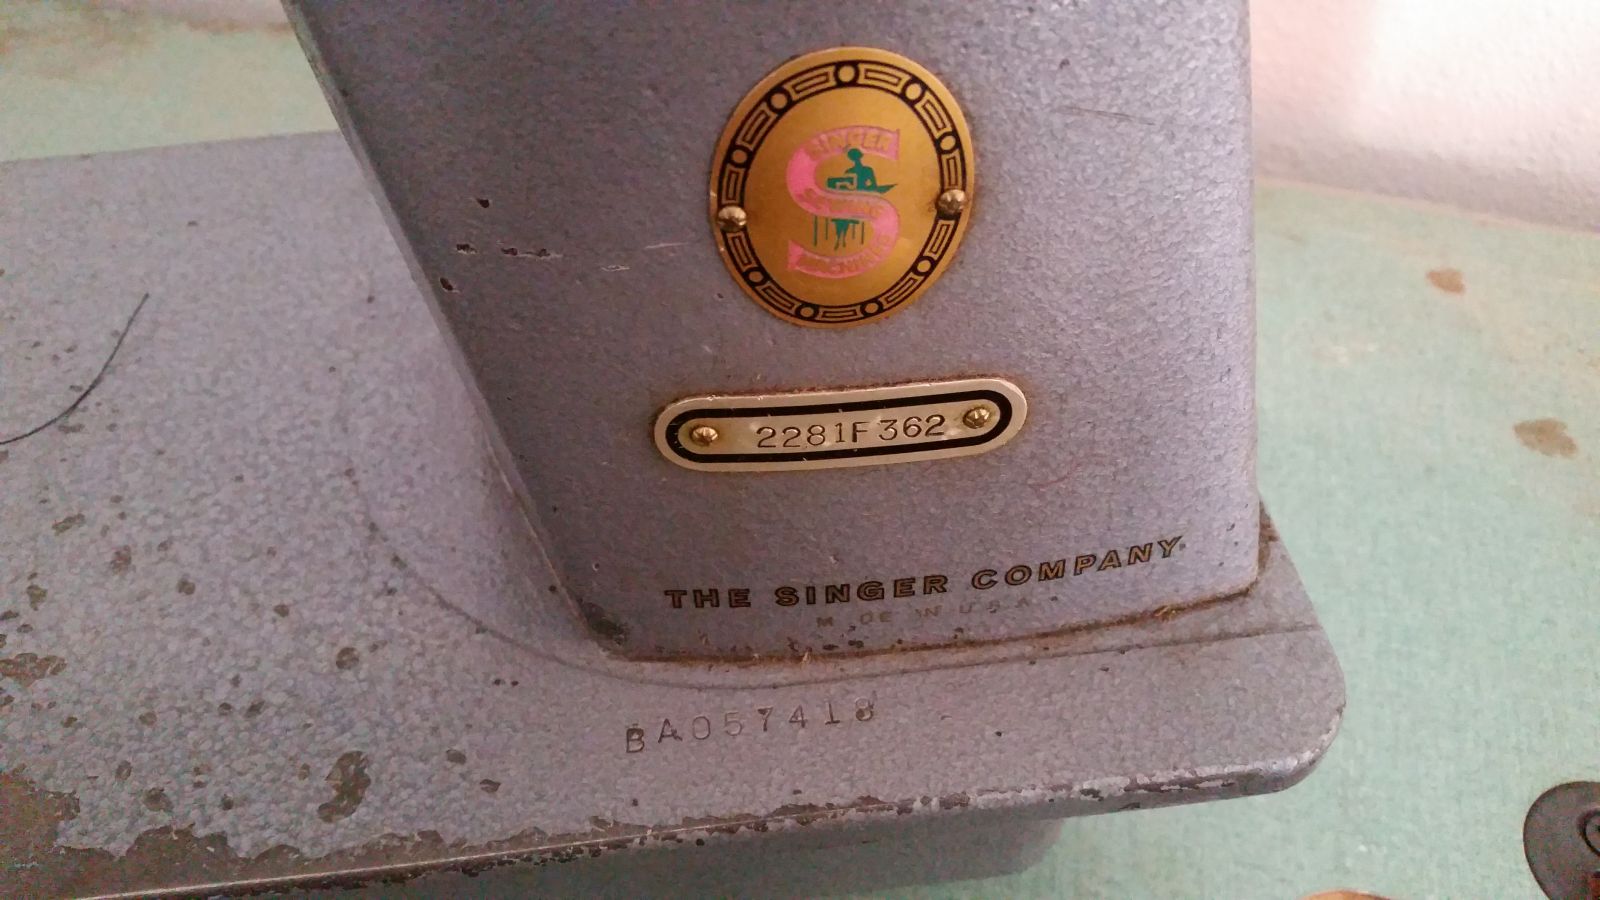 SINGER
SEWING
MACHINES
2281F362
THE SINGER COMPANY
MADE IN U.S.A.
BA057418